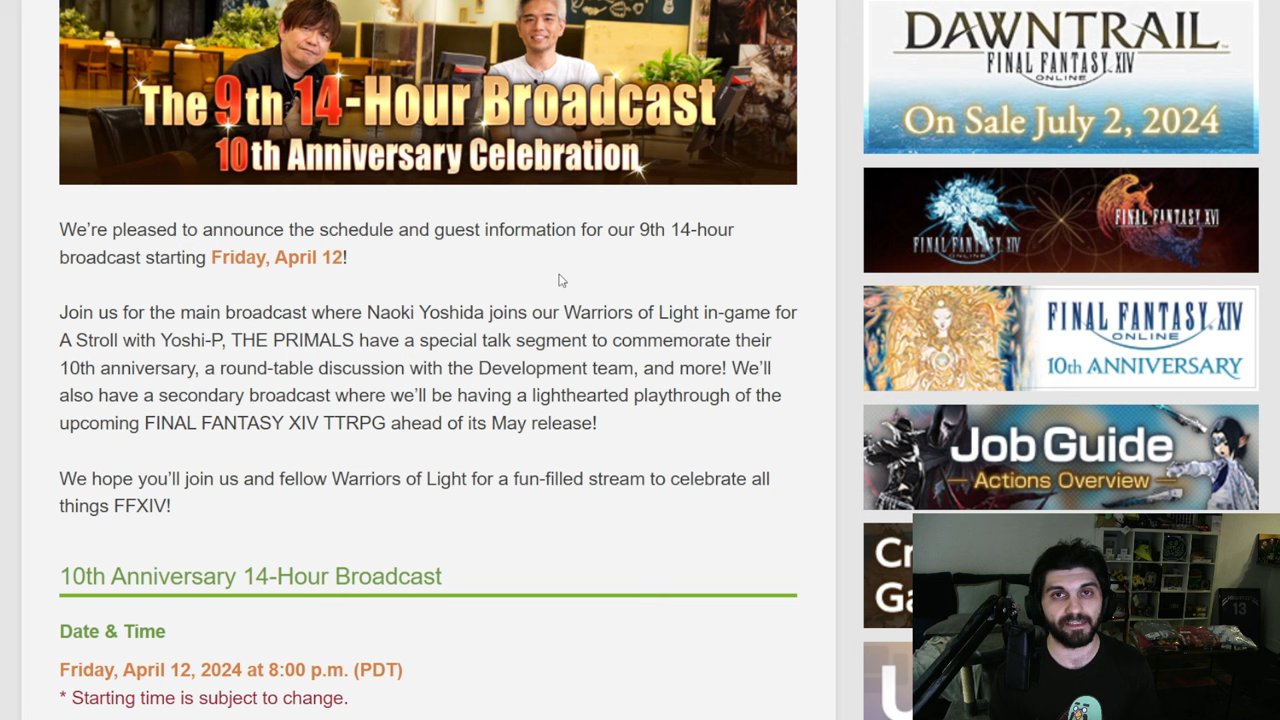 The 9th 14-Hour Broadcast
10th Anniversary Celebration
We're pleased to announce the schedule and guest information for our 9th 14-hour
broadcast starting Friday, April 12!
Join us for the main broadcast where Naoki Yoshida joins our Warriors of Light in-game for
A Stroll with Yoshi-P, THE PRIMALS have a special talk segment to commemorate their
10th anniversary, a round-table discussion with the Development team, and more! We'll
also have a secondary broadcast where we'll be having a lighthearted playthrough of the
upcoming FINAL FANTASY XIV TTRPG ahead of its May release!
We hope you'll join us and fellow Warriors of Light for a fun-filled stream to celebrate all
things FFXIV!
10th Anniversary 14-Hour Broadcast
Date & Time
Friday, April 12, 2024 at 8:00 p.m. (PDT)
* Starting time is subject to change.
DAWNTRAIL
FINAL FANTASY XIV
ONLINE
On Sale July 2, 2024
FINAL FANTASY XIV
ONLINE
FINAL FANTASY XVI
FINAL FANTASY XIV
ONLINE
10th ANNIVERSARY
Job Guide
Actions Overview
Cr
Ga
U
13